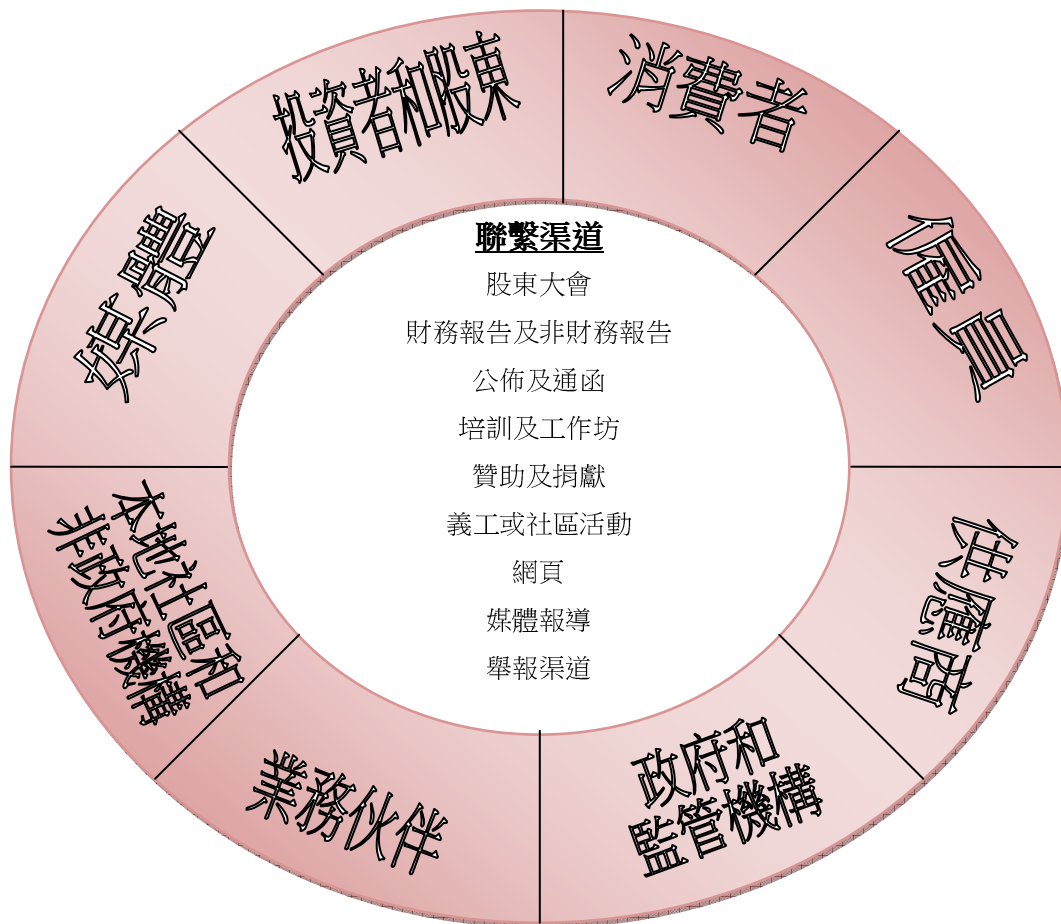 投資者和股東
消費者
僱員
供應商
政府和
監管機構
業務伙伴
本地社區和
非政府機構
媒體
聯繫渠道
股東大會
財務報告及非財務報告
公佈及通函
培訓及工作坊
贊助及捐獻
義工或社區活動
網頁
媒體報導
舉報渠道